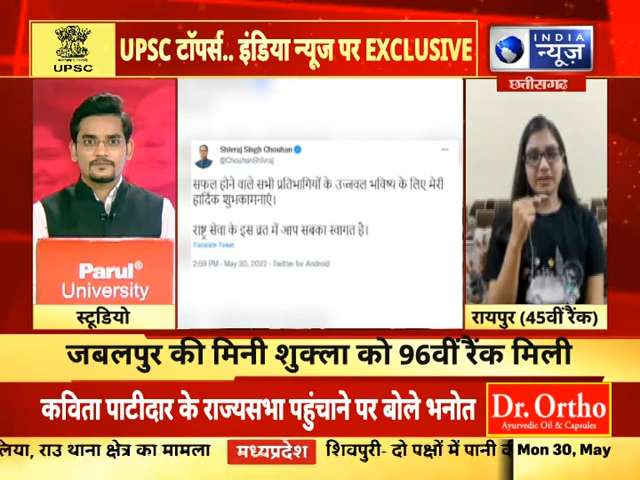 UPSC
UPSC टॉपर्स.. इंडिया न्यूज पर EXCLUSIVE
INDIA
न्यूज़
छत्तीसगढ़
Shivraj Singh Chouhan
@ChouhanShivraj
सफल होने वाले सभी प्रतिभागियों के उज्जवल भविष्य के लिए मेरी
हार्दिक शुभकामनाएं।
राष्ट्र सेवा के इस व्रत में आप सबका स्वागत है।
Translate Tweet
2:59 PM - May 30, 2022 - Twitter for Android
Parul®
University
स्टूडियो
रायपुर (45वीं रैंक)
जबलपुर की मिनी शुक्ला को 96वीं रैंक मिली
कविता पाटीदार के राज्यसभा पहुंचाने पर बोले भनोत
Dr. Ortho
Ayurvedic Oil & Capsules
लिया, राउ थाना क्षेत्र का मामला मध्यप्रदेश शिवपुरी- दो पक्षों में पानी Mon 30, May